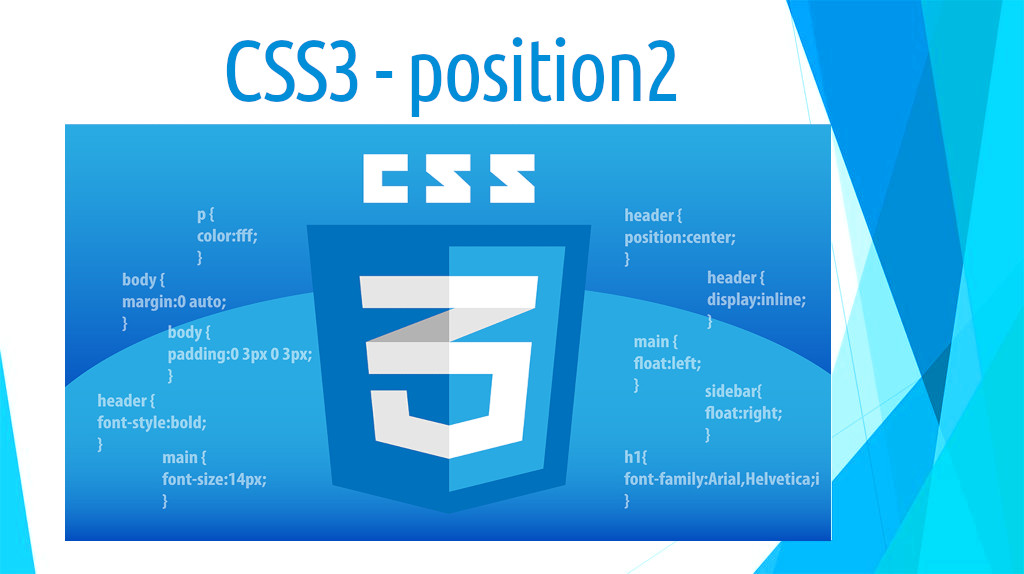 CSS3 - position2
CSS
3
p {
color:fff;
}
body {
margin:0 auto;
}
body {
padding:0 3px 0 3px;
}
header {
font-style:bold;
}
main {
font-size:14px;
}
header {
position:center;
}
header {
display:inline;
}
main {
float:left;
}
sidebar{
float:right;
}
h1{
font-family:Arial,Helvetica;i
}